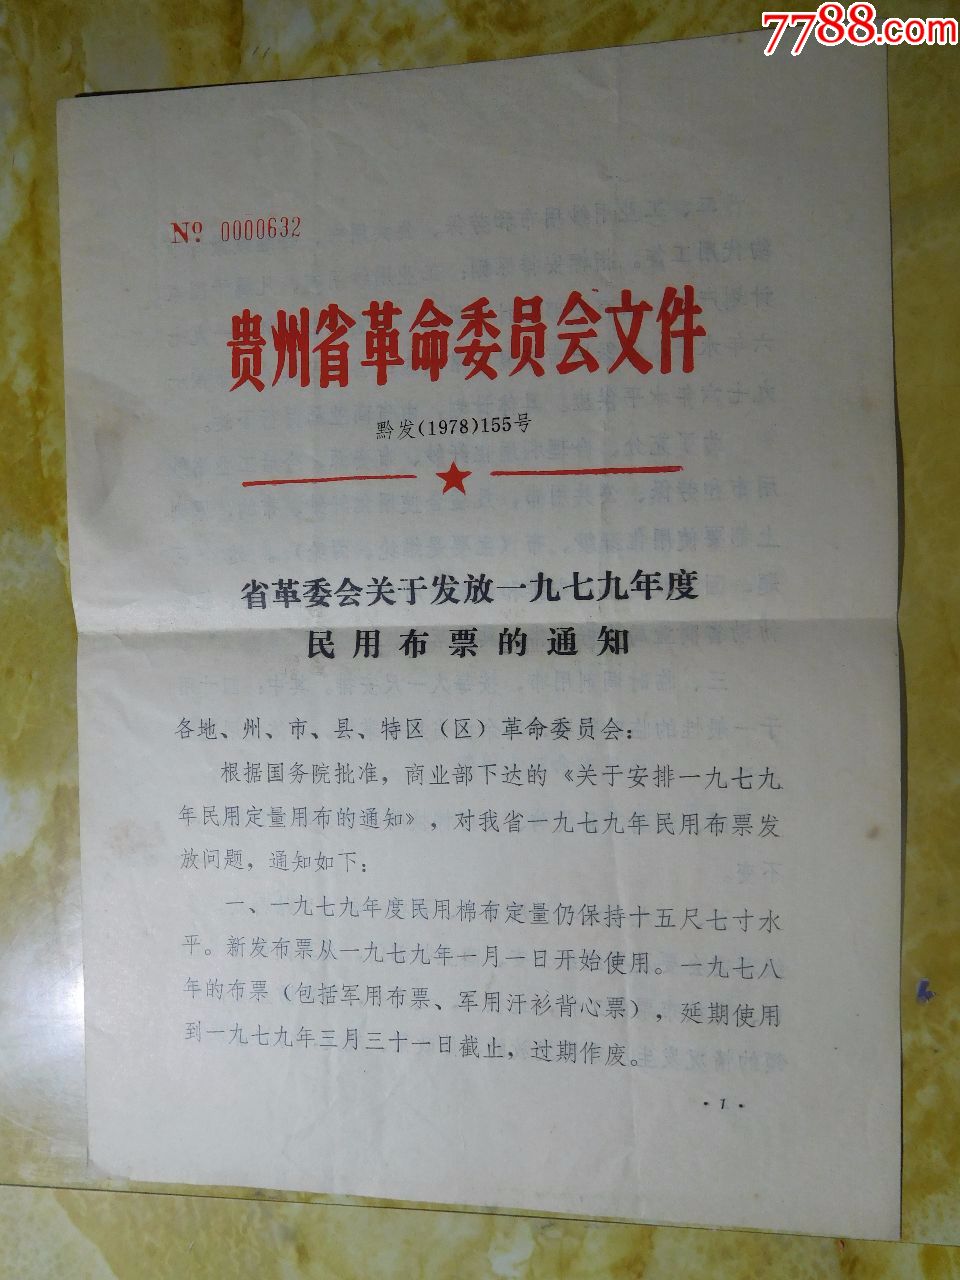 7788.com
№ 0000632
贵州省革命委员会文件
黔发(1978)155号
省革委会关于发放一九七九年度
民用布票的通知
各地、州、市、县、特区（区）革命委员会：
根据国务院批准，商业部下达的《关于安排一九七九
年民用定量用布的通知》，对我省一九七九年民用布票发
放问题，通知如下：
一、一九七九年度民用棉布定量仍保持十五尺七寸水
平。新发布票从一九七九年一月一日开始使用。一九七八
年的布票（包括军用布票、军用汗衫背心票），延期使用
到一九七九年三月三十一日截止，过期作废。
·1·